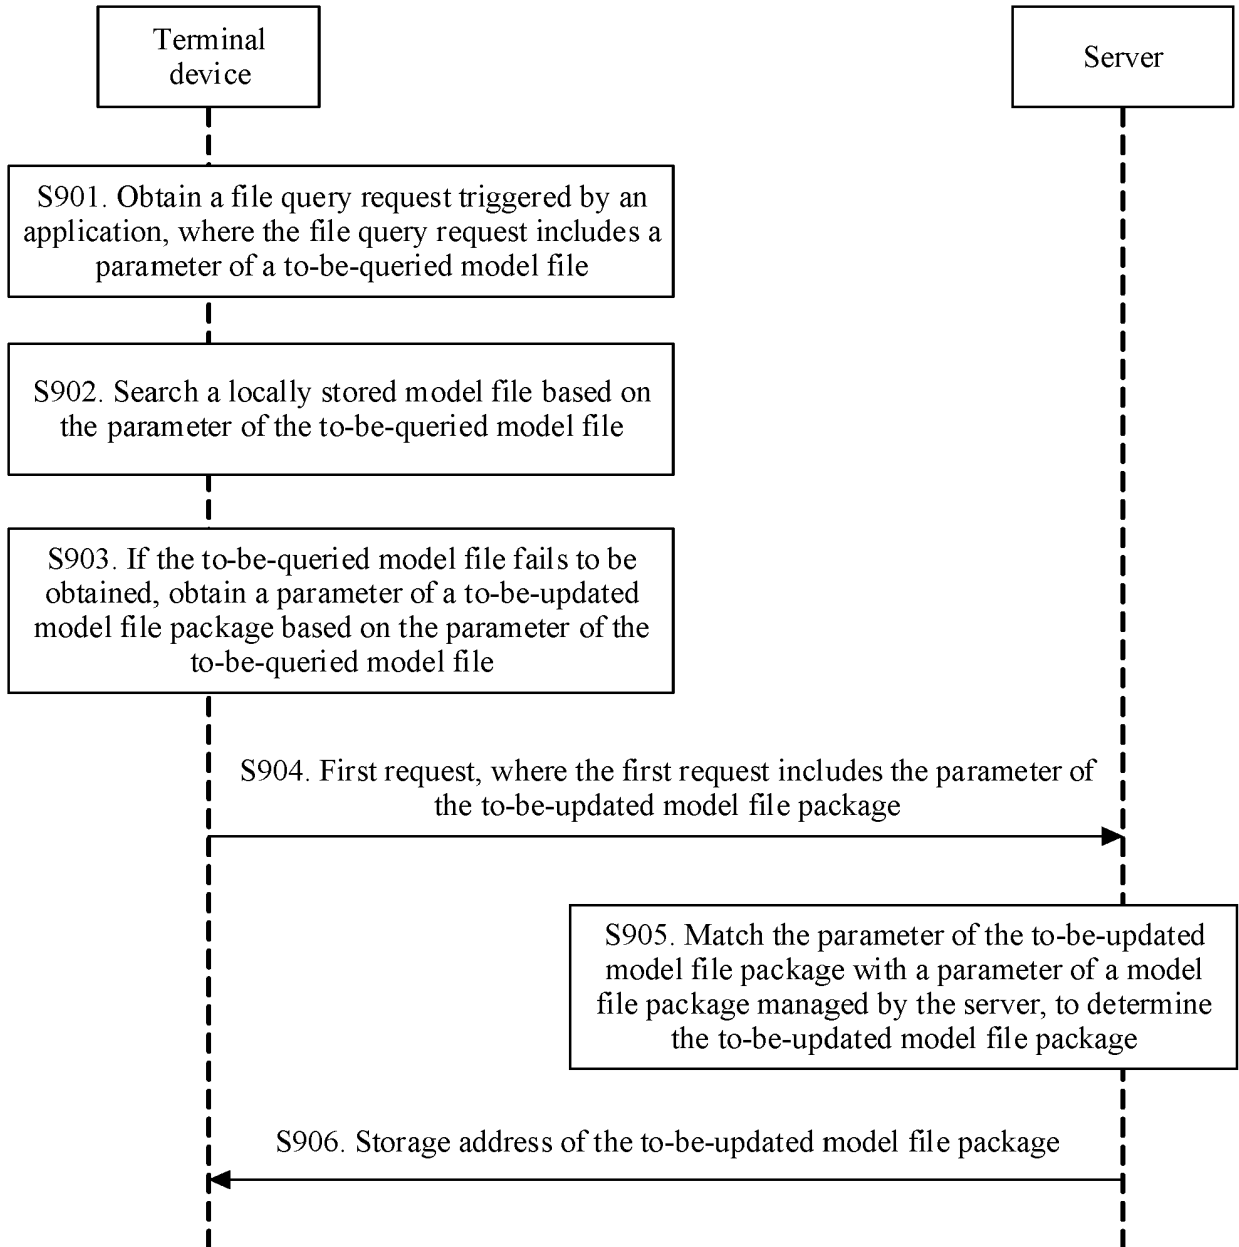 Terminal
device
Server
S901. Obtain a file query request triggered by an
application, where the file query request includes a
parameter of a to-be-queried model file
S902. Search a locally stored model file based on
the parameter of the to-be-queried model file
S903. If the to-be-queried model file fails to be
obtained, obtain a parameter of a to-be-updated
model file package based on the parameter of the
to-be-queried model file
S904. First request, where the first request includes the parameter of
the to-be-updated model file package
S905. Match the parameter of the to-be-updated
model file package with a parameter of a model
file package managed by the server, to determine
the to-be-updated model file package
S906. Storage address of the to-be-updated model file package